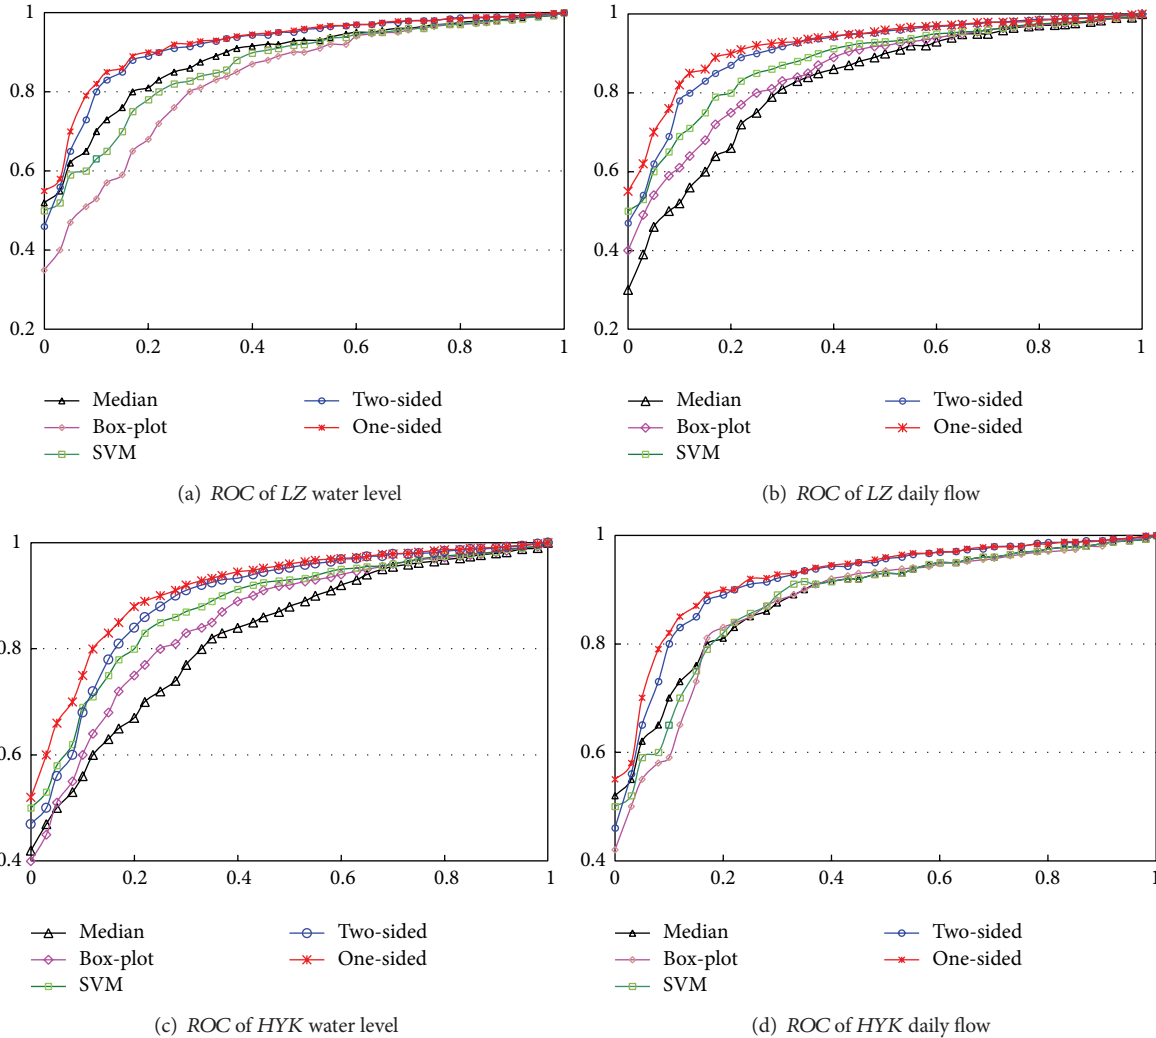 1
0.8
0.6
0.4
0.2
0 0.2 0.4 0.6 0.8 1
Median Two-sided
Box-plot One-sided
SVM
(a) ROC of LZ water level
1
0.8
0.6
0.4
0.2
0 0.2 0.4 0.6 0.8 1
Median Two-sided
Box-plot One-sided
SVM
(b) ROC of LZ daily flow
1
0.8
0.6
0.4
0 0.2 0.4 0.6 0.8 1
Median Two-sided
Box-plot One-sided
SVM
(c) ROC of HYK water level
1
0.8
0.6
0.4
0 0.2 0.4 0.6 0.8 1
Median Two-sided
Box-plot One-sided
SVM
(d) ROC of HYK daily flow